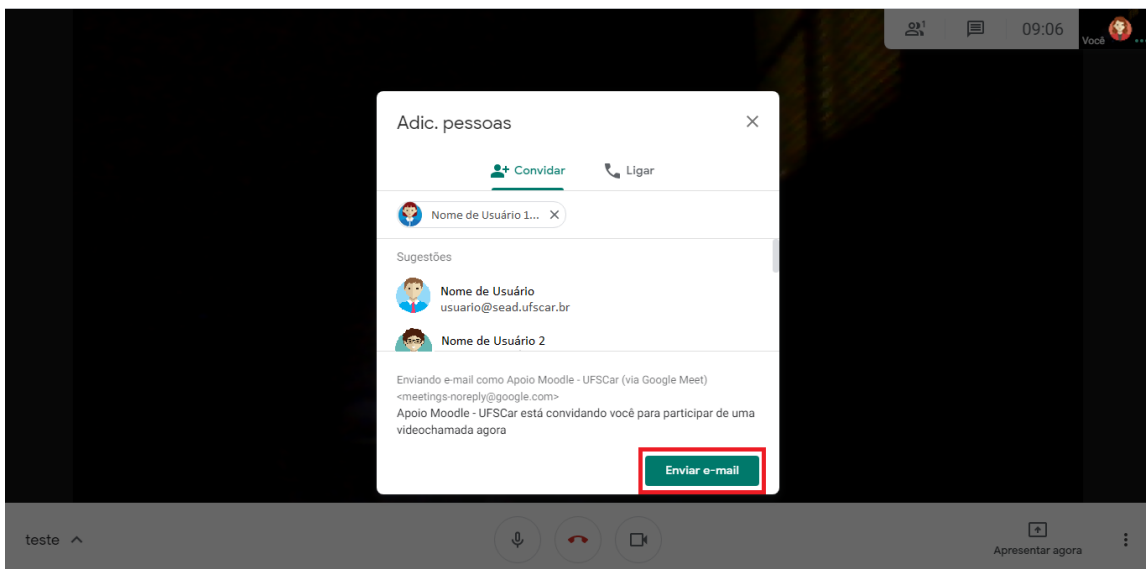 1
09:06
Você
Adic. pessoas
Convidar
Ligar
Nome de Usuário 1...
Sugestões
Nome de Usuário
usuario@sead.ufscar.br
Nome de Usuário 2
Enviando e-mail como Apoio Moodle - UFSCar (via Google Meet)
<meetings-noreply@google.com>
Apoio Moodle - UFSCar está convidando você para participar de uma
videochamada agora
Enviar e-mail
teste
Apresentar agora